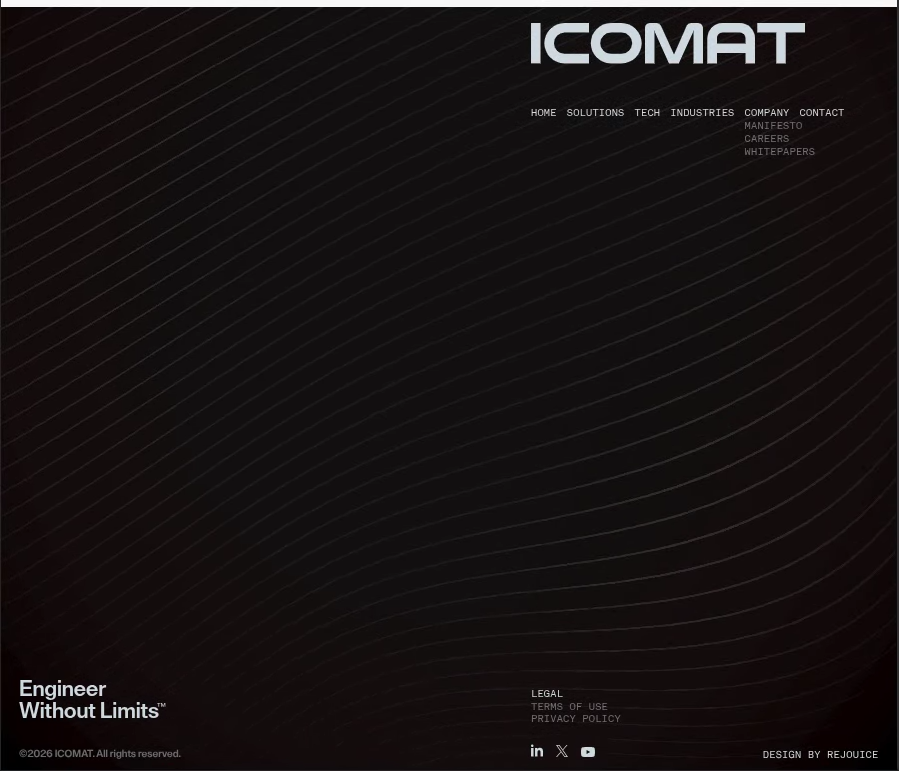 ICOMAT
HOME SOLUTIONS TECH INDUSTRIES COMPANY CONTACT
MANIFESTO
CAREERS
WHITEPAPERS
Engineer
Without Limits™
©2026 ICOMAT. All rights reserved.
LEGAL
TERMS OF USE
PRIVACY POLICY
in X
DESIGN BY REJOUICE